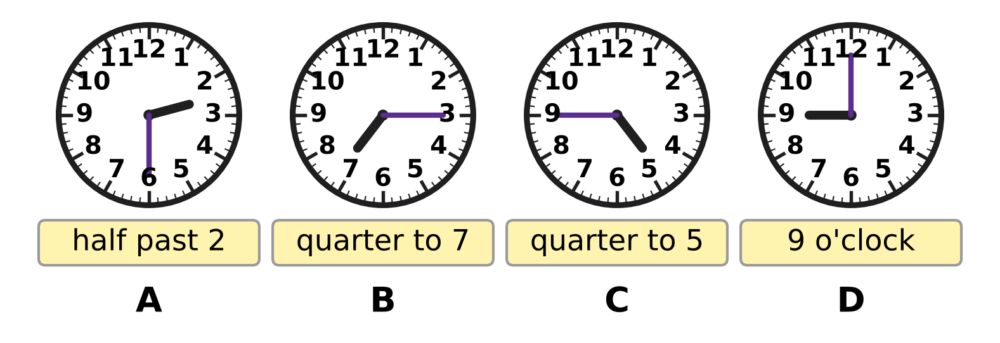 12 1 2 3 4 5 6 7 8 9 10 11
12 1 2 3 4 5 6 7 8 9 10 11
12 1 2 3 4 5 6 7 8 9 10 11
12 1 2 3 4 5 6 7 8 9 10 11
half past 2
quarter to 7
quarter to 5
9 o'clock
A
B
C
D